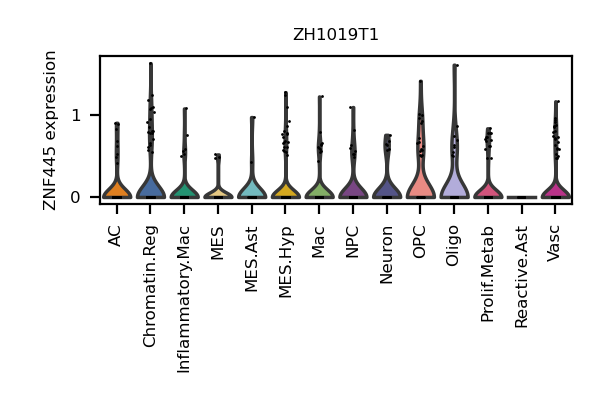 ZH1019T1
ZNF445 expression
1
0
AC
Chromatin.Reg
Inflammatory.Mac
MES
MES.Ast
MES.Hyp
Mac
NPC
Neuron
OPC
Oligo
Prolif.Metab
Reactive.Ast
Vasc